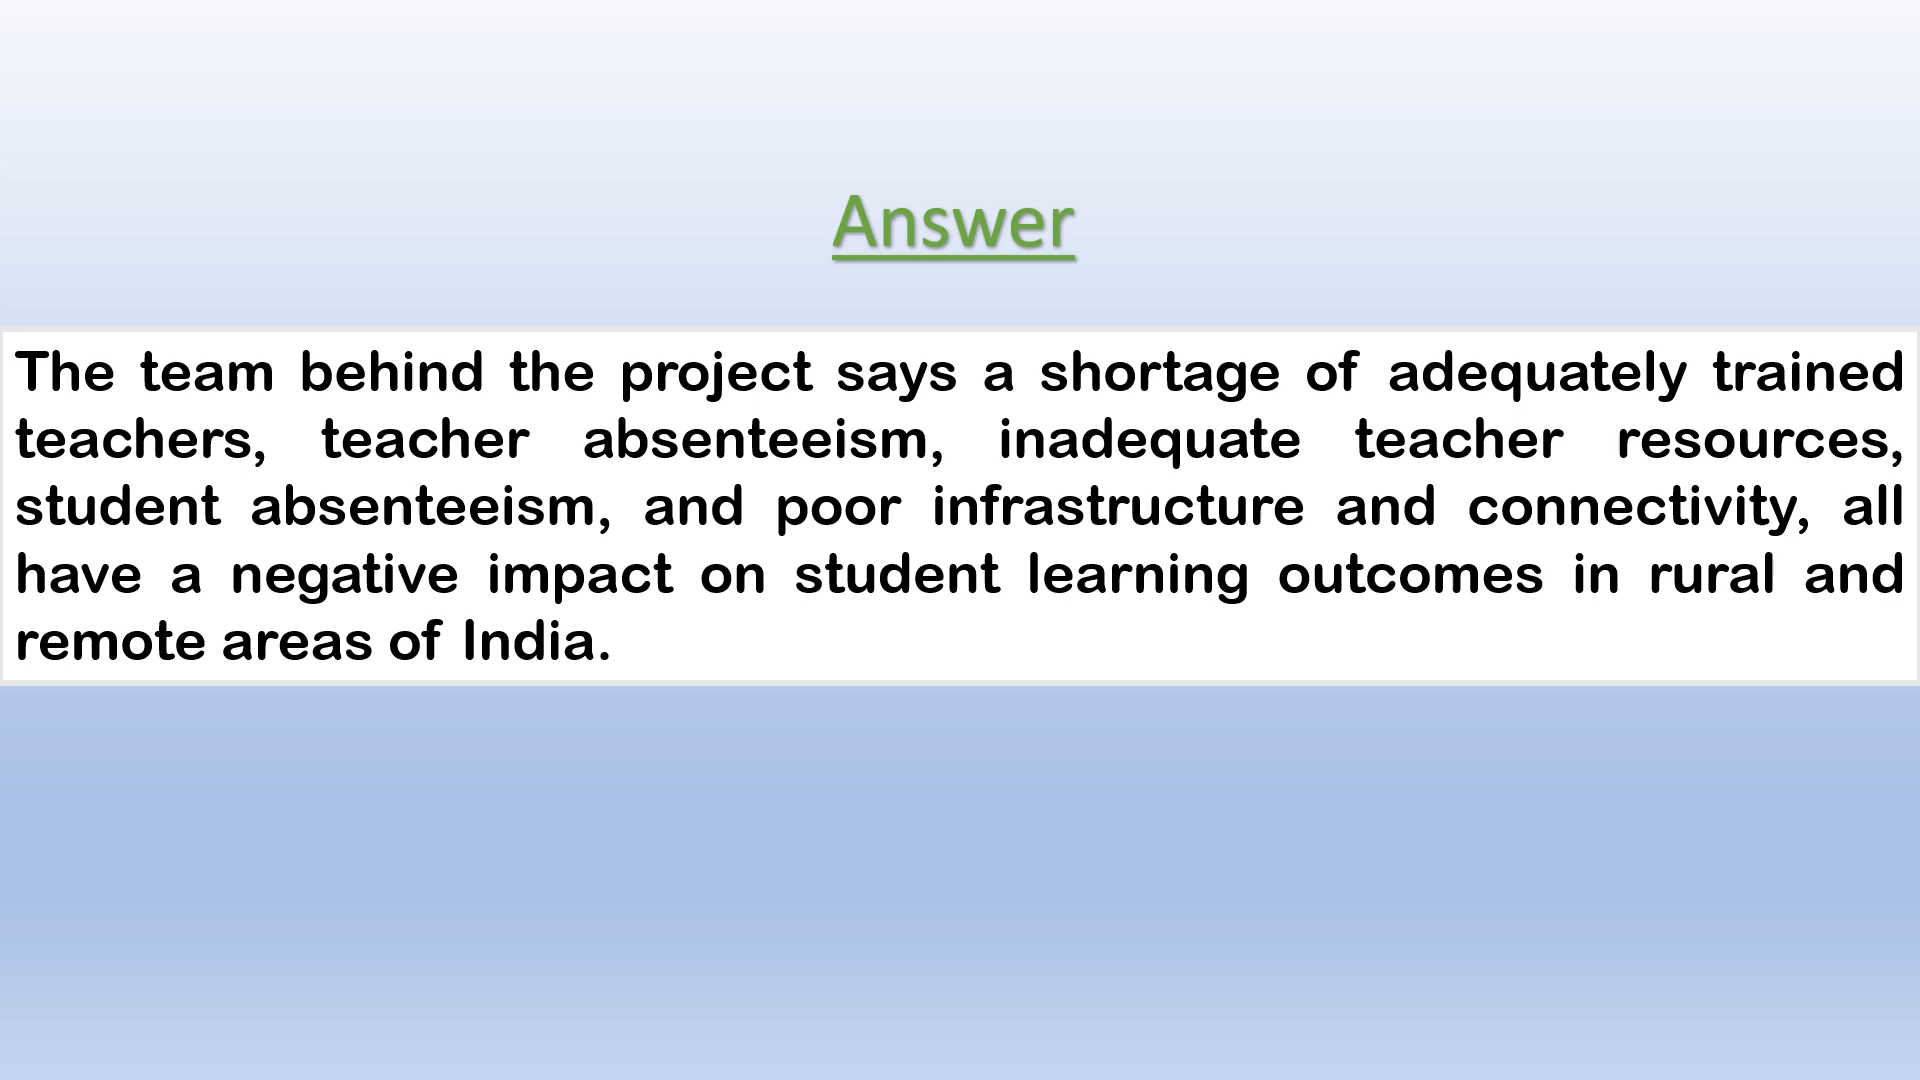 Answer
The team behind the project says a shortage of adequately trained
teachers, teacher absenteeism, inadequate teacher resources,
student absenteeism, and poor infrastructure and connectivity, all
have a negative impact on student learning outcomes in rural and
remote areas of India.